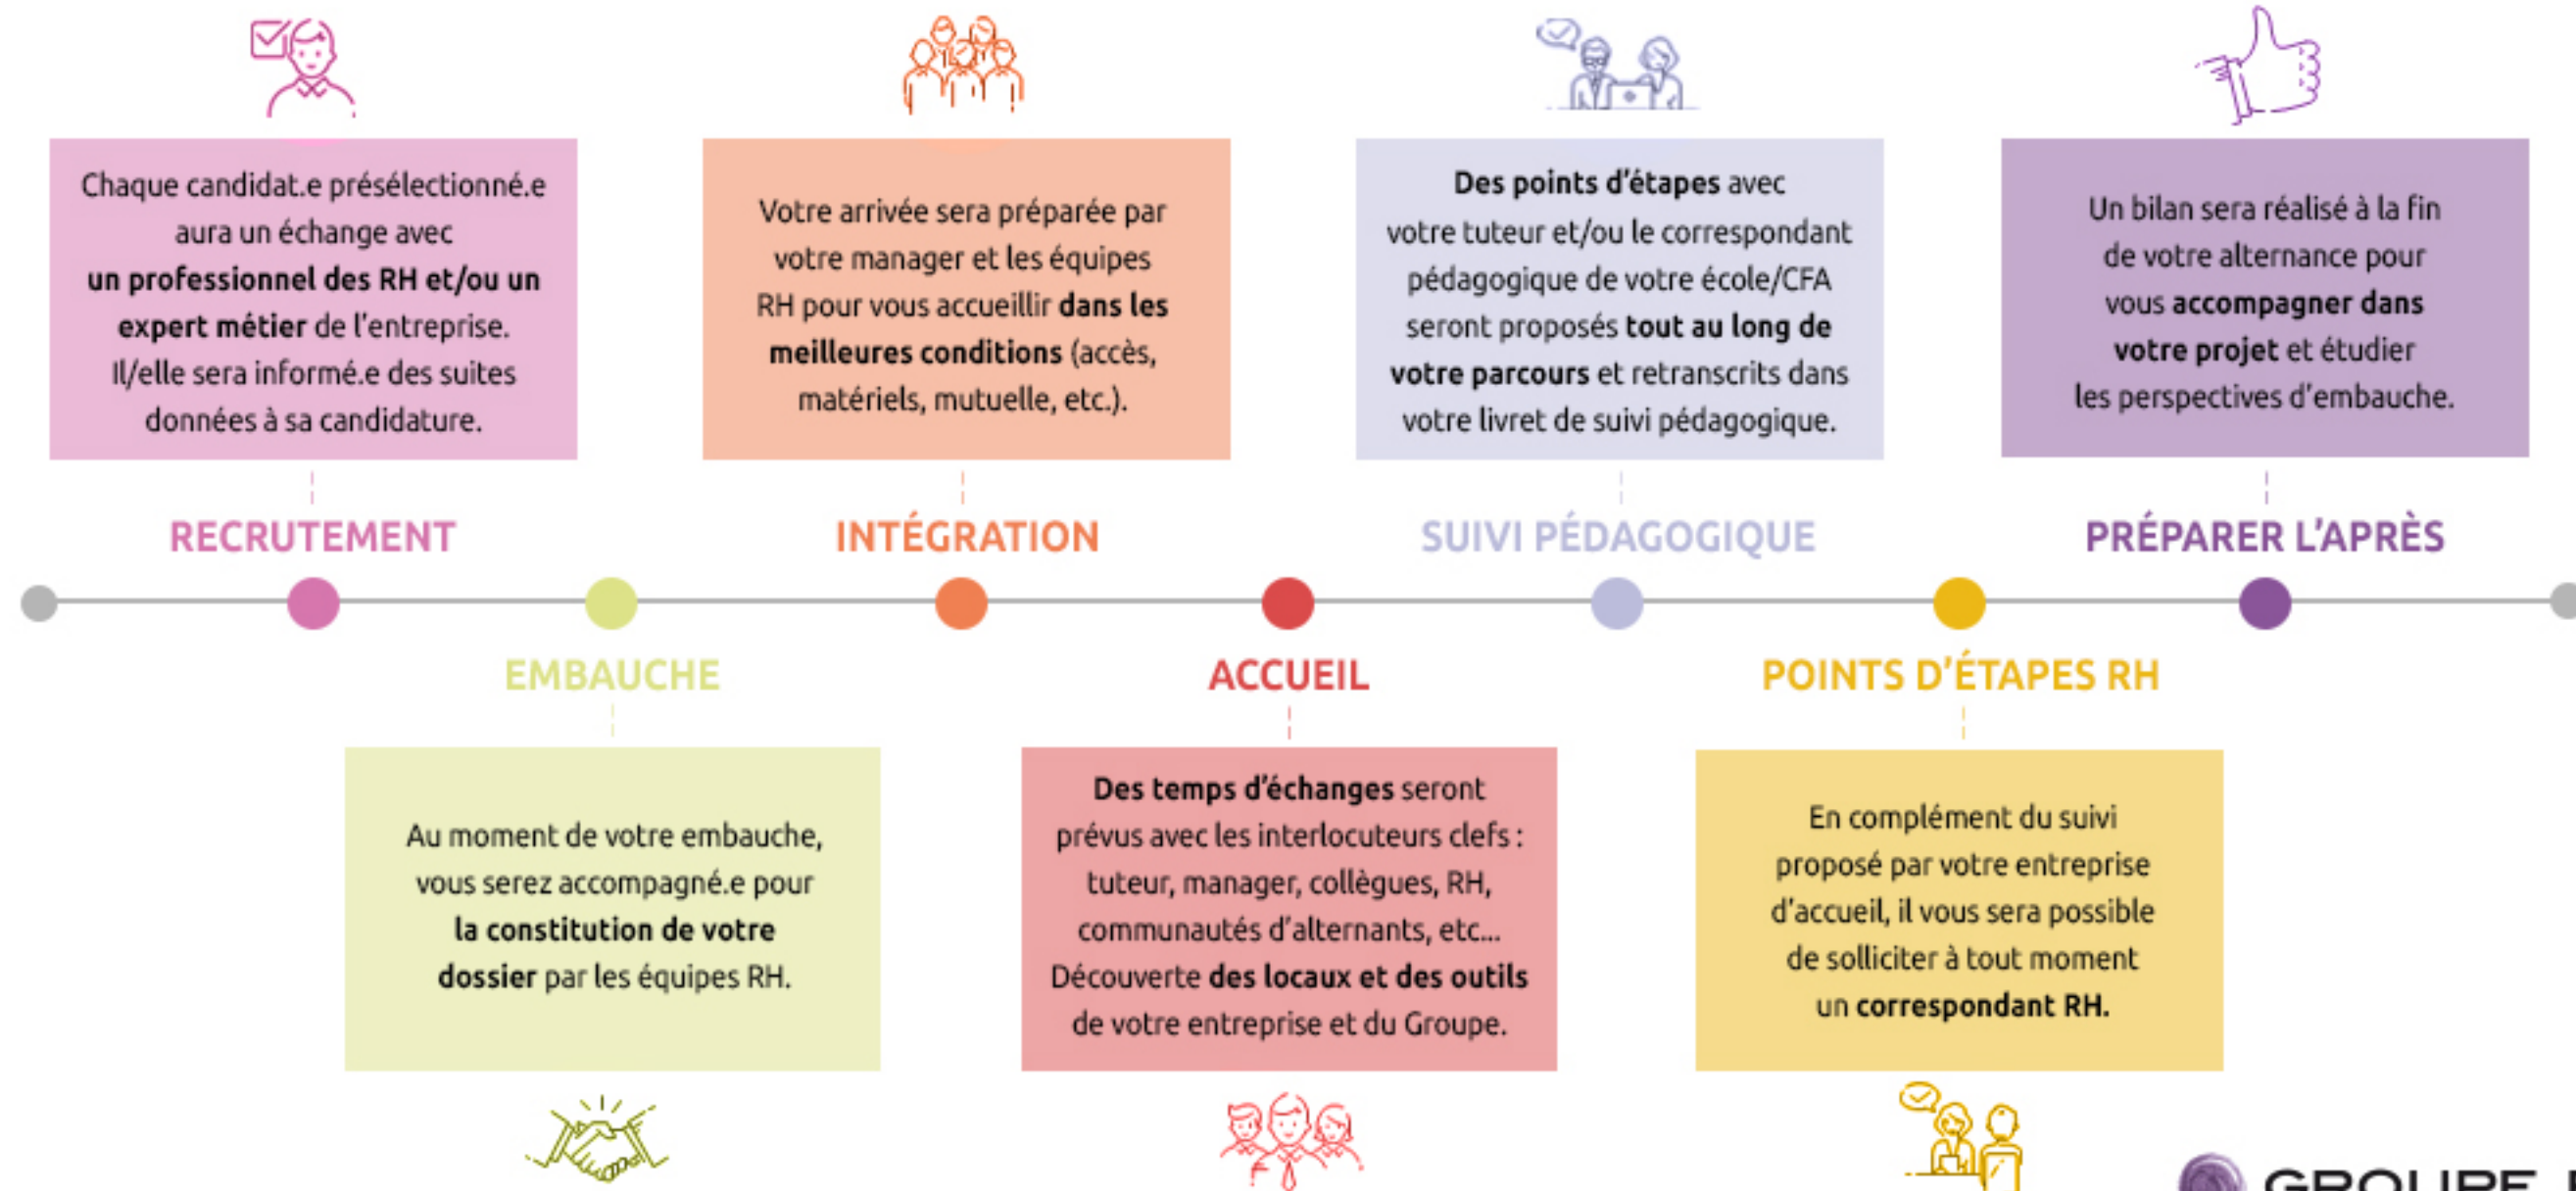 Chaque candidat.e présélectionné.e
aura un échange avec
un professionnel des RH et/ou un
expert métier de l'entreprise.
Il/elle sera informé.e des suites
données à sa candidature.
RECRUTEMENT
Votre arrivée sera préparée par
votre manager et les équipes
RH pour vous accueillir dans les
meilleures conditions (accès,
matériels, mutuelle, etc.).
INTÉGRATION
Des points d'étapes avec
votre tuteur et/ou le correspondant
pédagogique de votre école/CFA
seront proposés tout au long de
votre parcours et retranscrits dans
votre livret de suivi pédagogique.
SUIVI PÉDAGOGIQUE
Un bilan sera réalisé à la fin
de votre alternance pour
vous accompagner dans
votre projet et étudier
les perspectives d'embauche.
PRÉPARER L'APRÈS
EMBAUCHE
Au moment de votre embauche,
vous serez accompagné.e pour
la constitution de votre
dossier par les équipes RH.
ACCUEIL
Des temps d'échanges seront
prévus avec les interlocuteurs clefs :
tuteur, manager, collègues, RH,
communautés d'alternants, etc...
Découverte des locaux et des outils
de votre entreprise et du Groupe.
POINTS D'ÉTAPES RH
En complément du suivi
proposé par votre entreprise
d'accueil, il vous sera possible
de solliciter à tout moment
un correspondant RH.
GROUPE